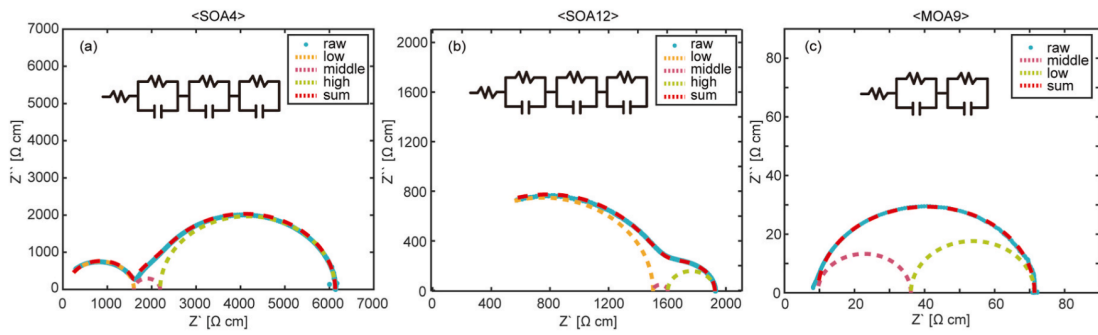 <SOA4>
(a)
raw
low
middle
high
sum
7000
6000
5000
4000
3000
2000
1000
0
Z`` [Ω cm]
0 1000 2000 3000 4000 5000 6000 7000
Z` [Ω cm]
<SOA12>
(b)
raw
low
middle
high
sum
2000
1600
1200
800
400
0
Z`` [Ω cm]
0 400 800 1200 1600 2000
Z` [Ω cm]
<MOA9>
(c)
raw
middle
low
sum
80
60
40
20
0
Z`` [Ω cm]
20 40 60 80
Z` [Ω cm]